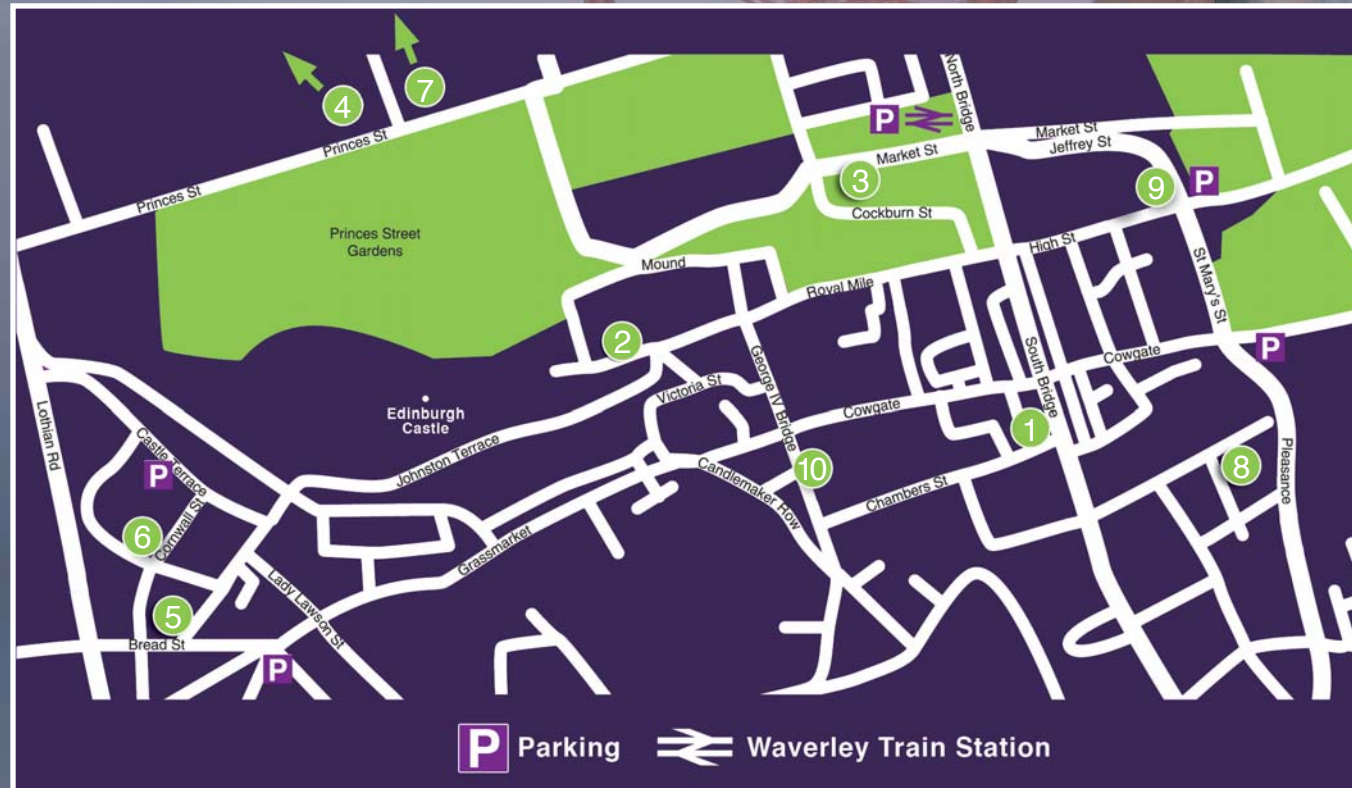 4
7
North Bridge
Princes St
P
Market St
Market St
Jeffrey St
3
9
P
Princes St
Cockburn St
Princes Street
Gardens
High St
Mound
Royal Mile
St Mary's St
2
South Bridge
Cowgate
P
George IV Bridge
Victoria St
Edinburgh
Castle
Cowgate
1
Lothian Rd
Castle Terrace
Johnston Terrace
Pleasance
P
10
8
Candlemaker Row
Chambers St
Cornwall St
6
Grassmarket
Lady Lawson St
5
Bread St
P
P Parking Waverley Train Station